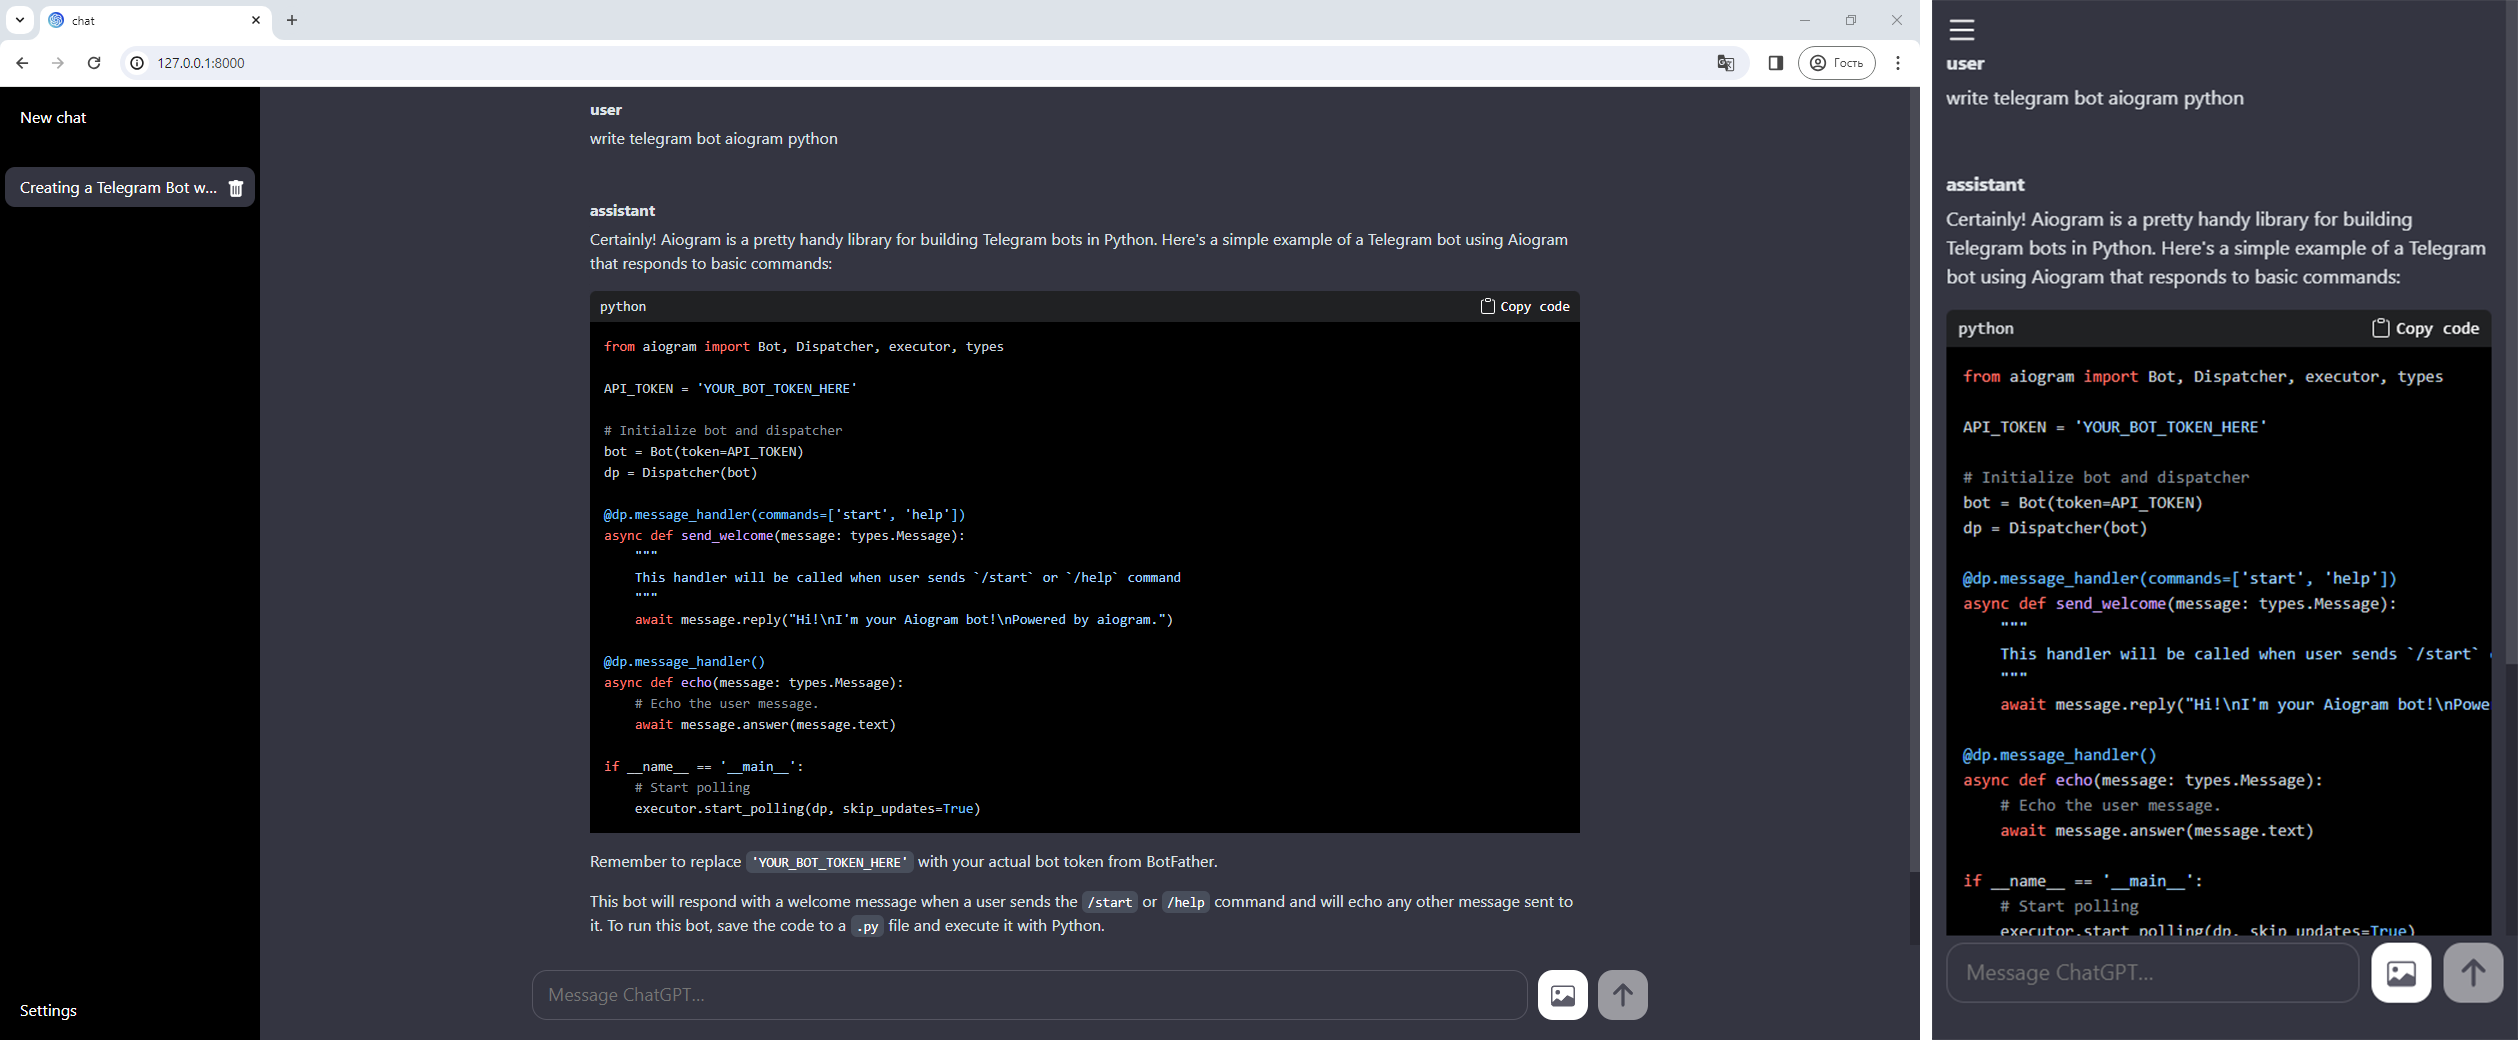 chat
127.0.0.1:8000
Гость
New chat
Creating a Telegram Bot w...
Settings
user
write telegram bot aiogram python
assistant
Certainly! Aiogram is a pretty handy library for building Telegram bots in Python. Here's a simple example of a Telegram bot using Aiogram
that responds to basic commands:
python
Copy code
from aiogram import Bot, Dispatcher, executor, types
API_TOKEN = 'YOUR_BOT_TOKEN_HERE'
# Initialize bot and dispatcher
bot = Bot(token=API_TOKEN)
dp = Dispatcher(bot)
@dp.message_handler(commands=['start', 'help'])
async def send_welcome(message: types.Message):
    """
    This handler will be called when user sends `/start` or `/help` command
    """
    await message.reply("Hi!\nI'm your Aiogram bot!\nPowered by aiogram.")
@dp.message_handler()
async def echo(message: types.Message):
    # Echo the user message.
    await message.answer(message.text)
if __name__ == '__main__':
    # Start polling
    executor.start_polling(dp, skip_updates=True)
Remember to replace 'YOUR_BOT_TOKEN_HERE' with your actual bot token from BotFather.
This bot will respond with a welcome message when a user sends the /start or /help command and will echo any other message sent to
it. To run this bot, save the code to a .py file and execute it with Python.
Message ChatGPT...
user
write telegram bot aiogram python
assistant
Certainly! Aiogram is a pretty handy library for building
Telegram bots in Python. Here's a simple example of a Telegram
bot using Aiogram that responds to basic commands:
python
Copy code
from aiogram import Bot, Dispatcher, executor, types
API_TOKEN = 'YOUR_BOT_TOKEN_HERE'
# Initialize bot and dispatcher
bot = Bot(token=API_TOKEN)
dp = Dispatcher(bot)
@dp.message_handler(commands=['start', 'help'])
async def send_welcome(message: types.Message):
    """
    This handler will be called when user sends `/start`
    """
    await message.reply("Hi!\nI'm your Aiogram bot!\nPowe
@dp.message_handler()
async def echo(message: types.Message):
    # Echo the user message.
    await message.answer(message.text)
if __name__ == '__main__':
    # Start polling
    executor.start_polling(dp, skip_updates=True)
Message ChatGPT...